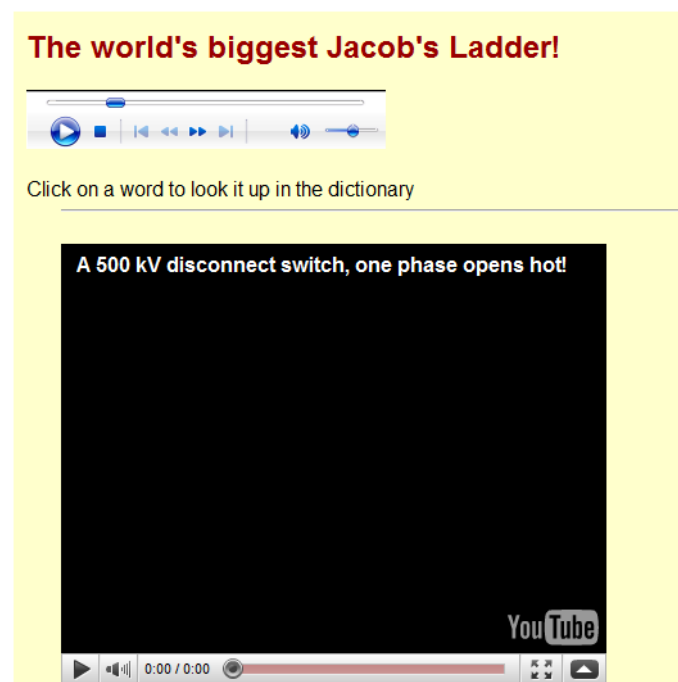 The world's biggest Jacob's Ladder!
Click on a word to look it up in the dictionary
A 500 kV disconnect switch, one phase opens hot!
YouTube
0:00 / 0:00